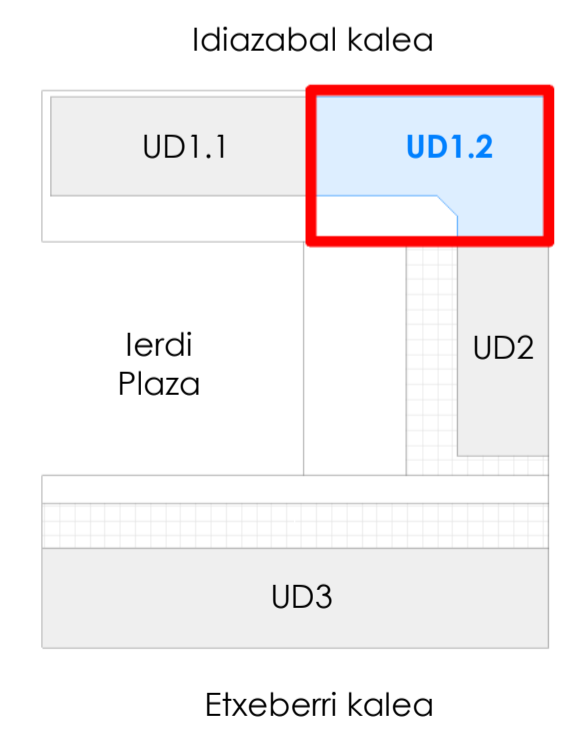 Idiazabal kalea
UD1.1
UD1.2
Ierdi
Plaza
UD2
UD3
Etxeberri kalea